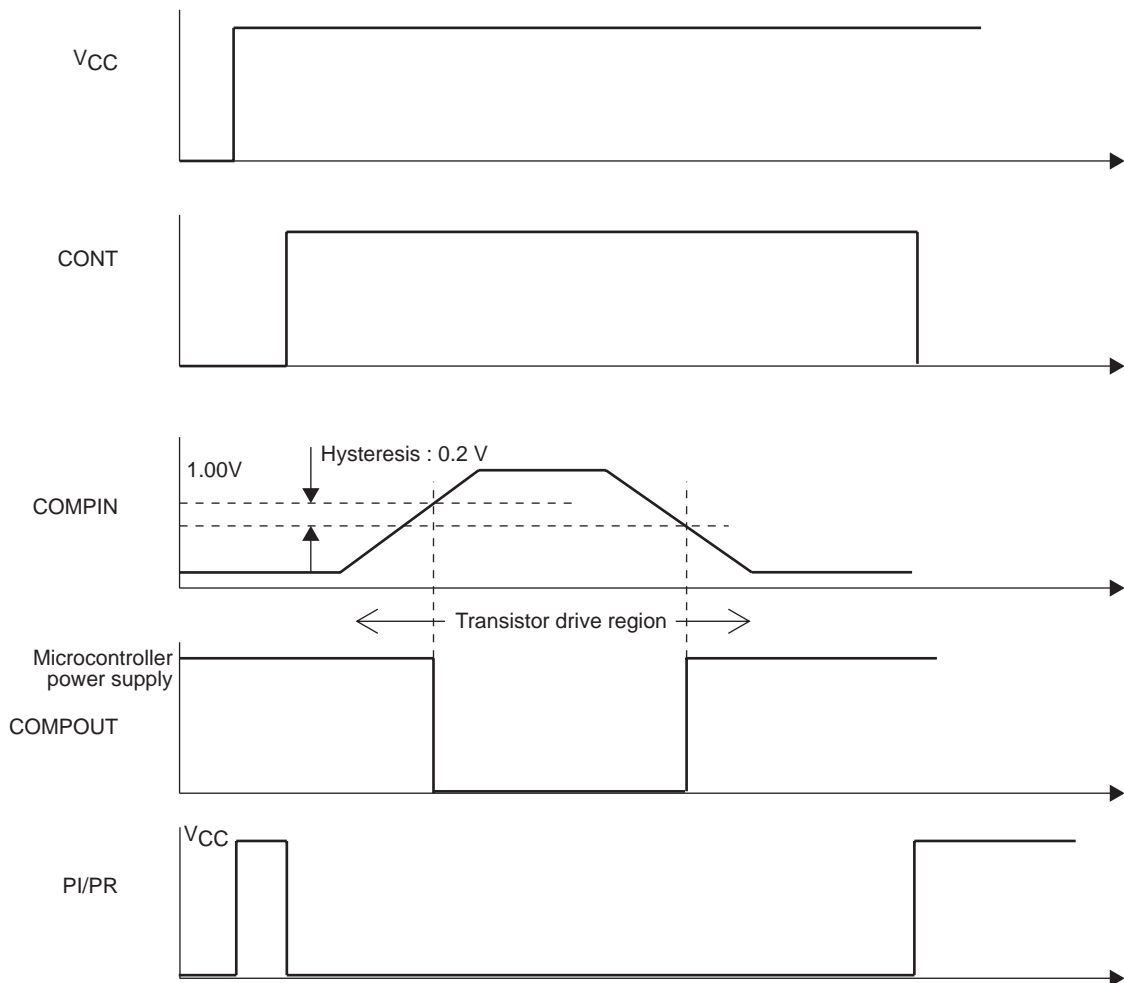 VCC
CONT
Hysteresis : 0.2 V
1.00V
COMPIN
Transistor drive region
Microcontroller
power supply
COMPOUT
VCC
PI/PR